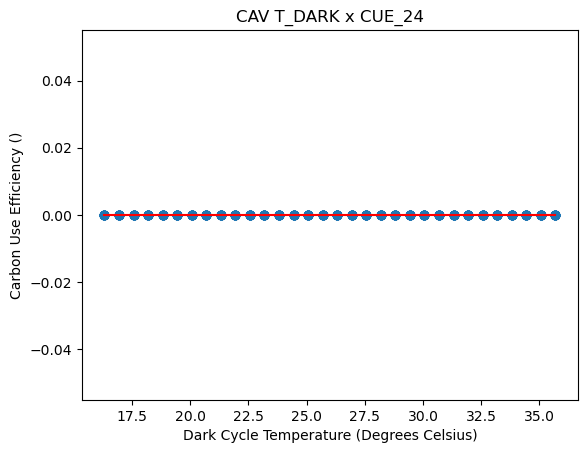 CAV T_DARK x CUE_24
Carbon Use Efficiency ()
0.04
0.02
0.00
−0.02
−0.04
17.5 20.0 22.5 25.0 27.5 30.0 32.5 35.0
Dark Cycle Temperature (Degrees Celsius)